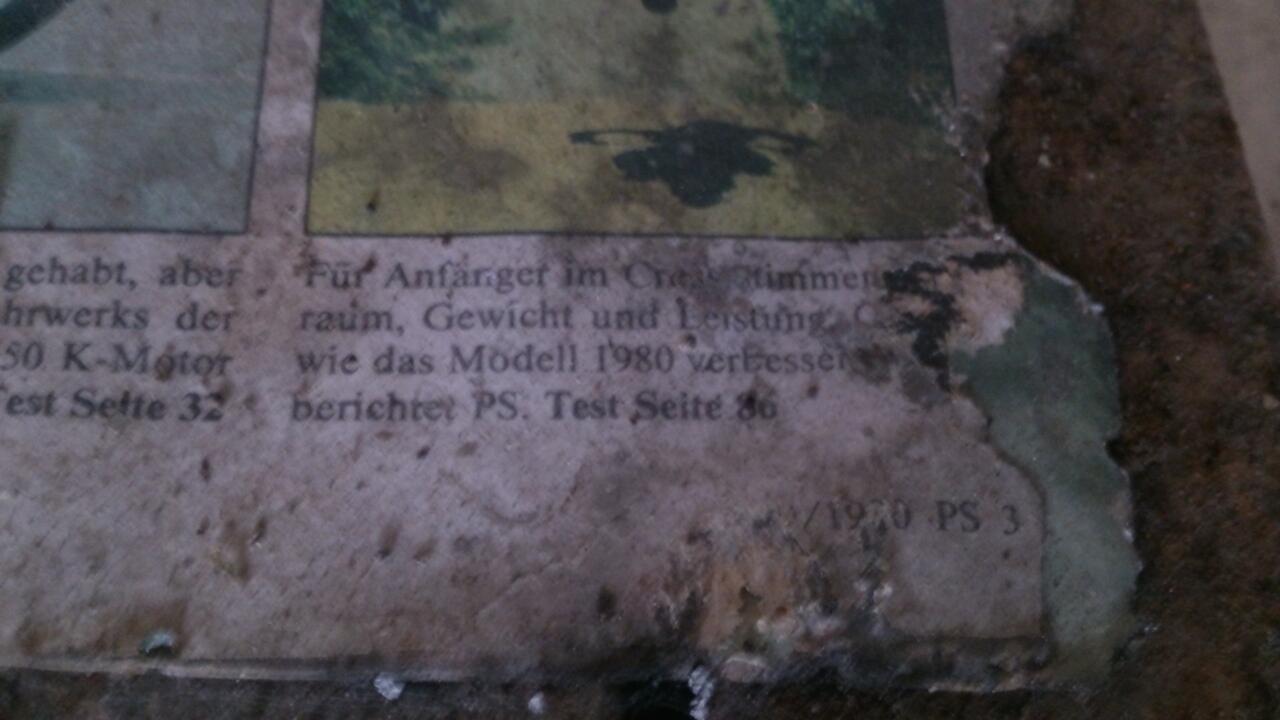 gehabt, aber
hrwerks der
50 K-Motor
Test Seite 32
Für Anfänger im timmen
raum, Gewicht und Leistung.
wie das Modell 1980 verbessert
berichtet PS. Test Seite 86
PS 3